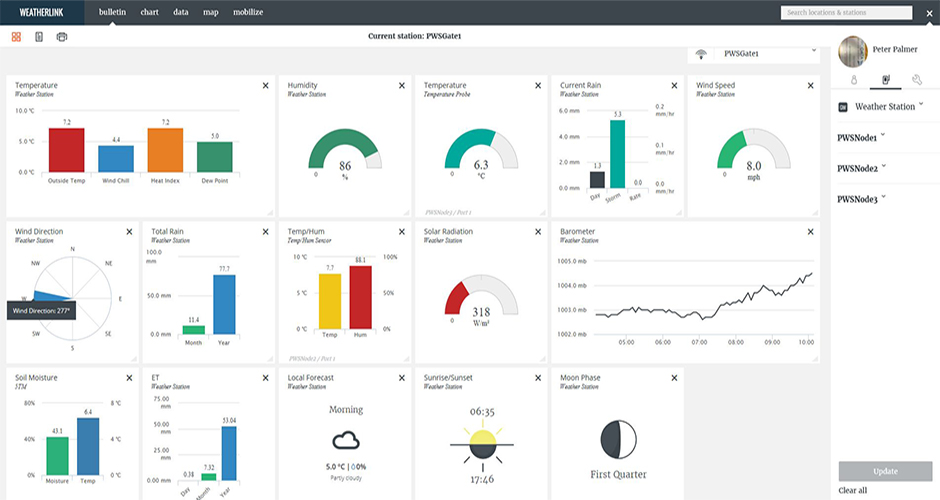 WEATHERLINK bulletin chart data map mobilize Search locations & stations ×
Current station: PWSGate1
PWSGate1
Peter Palmer
Temperature
Weather Station
10.0 °C
5.0 °C
0.0 °C
7.2
4.4
7.2
5.0
Outside Temp Wind Chill Heat Index Dew Point
Humidity
Weather Station
0
86
%
Temperature
Temperature Probe
0
6.3
°C
PWSNode3 / Port 1
Current Rain
Weather Station
6.0 mm
4.0 mm
2.0 mm
0.0 mm
1.3
5.3
0.0
0.2
mm/hr
0.1
mm/hr
0.0
mm/hr
Day Storm Rate
Wind Speed
Weather Station
0
8.0
mph
Weather Station
PWSNode1
PWSNode2
PWSNode3
Wind Direction
Weather Station
N
NW NE
W E
Wind Direction: 277°
SW SE
S
Total Rain
Weather Station
100.0
mm
50.0 mm
0.0 mm
11.4
77.7
Month Year
Temp/Hum
Temp/Hum Sensor
10 °C
5 °C
0 °C
7.7
88.1
100%
50%
0%
Temp Hum
PWSNode2 / Port 1
Solar Radiation
Weather Station
0
318
W/m²
Barometer
Weather Station
1005.0 mb
1004.0 mb
1003.0 mb
1002.0 mb
05:00 06:00 07:00 08:00 09:00 10:00
Soil Moisture
STM
80%
40%
0%
43.1
6.4
8 °C
4 °C
0 °C
Moisture Temp
ET
Weather Station
75.00
mm
50.00
mm
25.00
mm
0.00 mm
0.38
7.32
53.04
Day Month Year
Local Forecast
Weather Station
Morning
5.0 °C | 0%
Partly cloudy
Sunrise/Sunset
Weather Station
06:35
17:46
Moon Phase
Weather Station
First Quarter
Update
Clear all